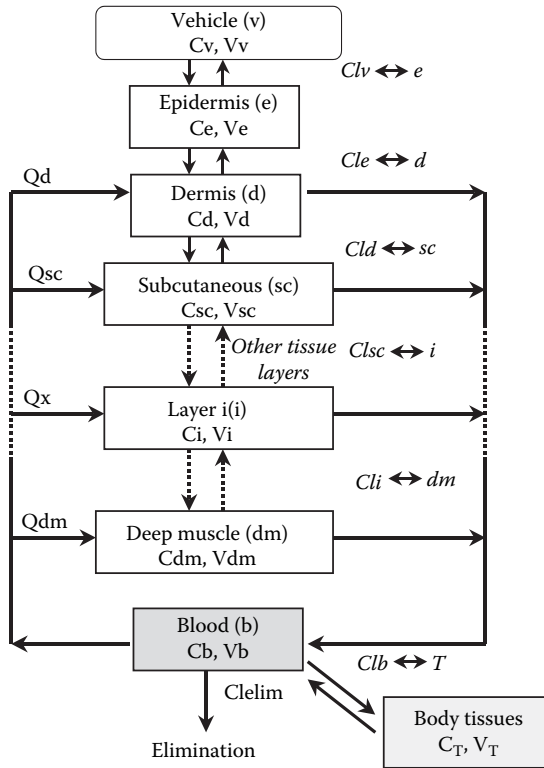 Vehicle (v)
Cv, Vv
Clv ↔ e
Epidermis (e)
Ce, Ve
Cle ↔ d
Qd
Dermis (d)
Cd, Vd
Cld ↔ sc
Qsc
Subcutaneous (sc)
Csc, Vsc
Other tissue
layers
Clsc ↔ i
Qx
Layer i(i)
Ci, Vi
Cli ↔ dm
Qdm
Deep muscle (dm)
Cdm, Vdm
Blood (b)
Cb, Vb
Clb ↔ T
Clelim
Body tissues
C_T, V_T
Elimination